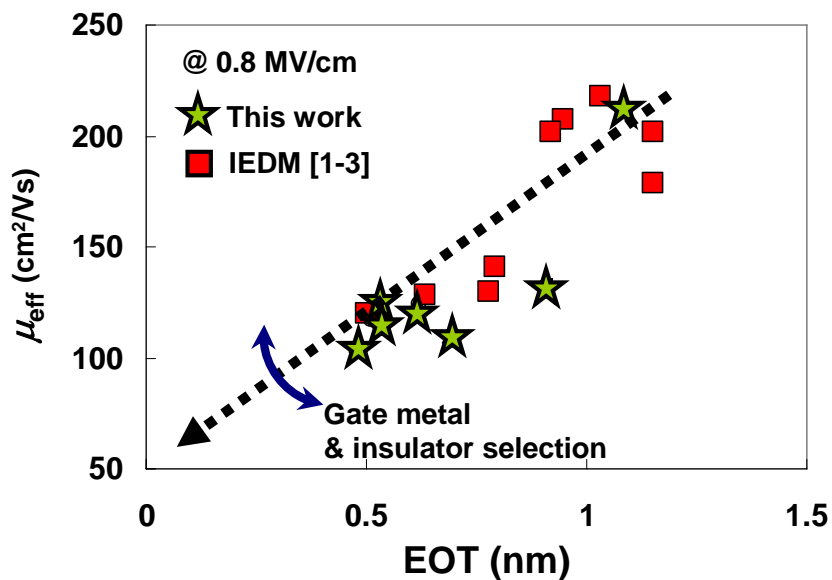 250
200
150
100
50
μeff (cm²/Vs)
@ 0.8 MV/cm
This work
IEDM [1-3]
Gate metal
& insulator selection
0
0.5
1
1.5
EOT (nm)